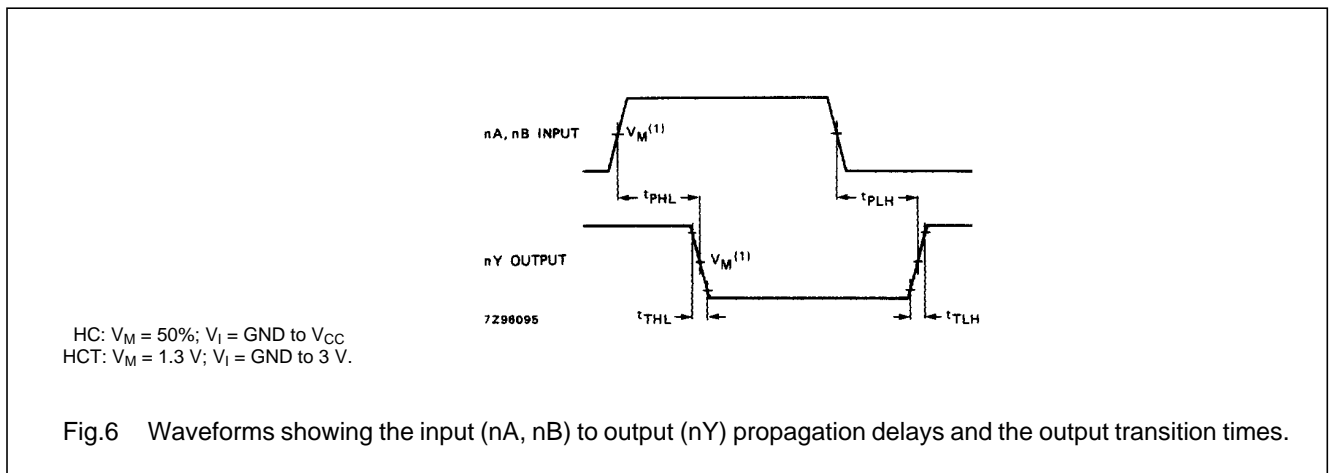 nA, nB INPUT
VM(1)
tPHL
tPLH
nY OUTPUT
VM(1)
tTHL
tTLH
7Z96095
HC: VM = 50%; VI = GND to VCC
HCT: VM = 1.3 V; VI = GND to 3 V.
Fig.6 Waveforms showing the input (nA, nB) to output (nY) propagation delays and the output transition times.